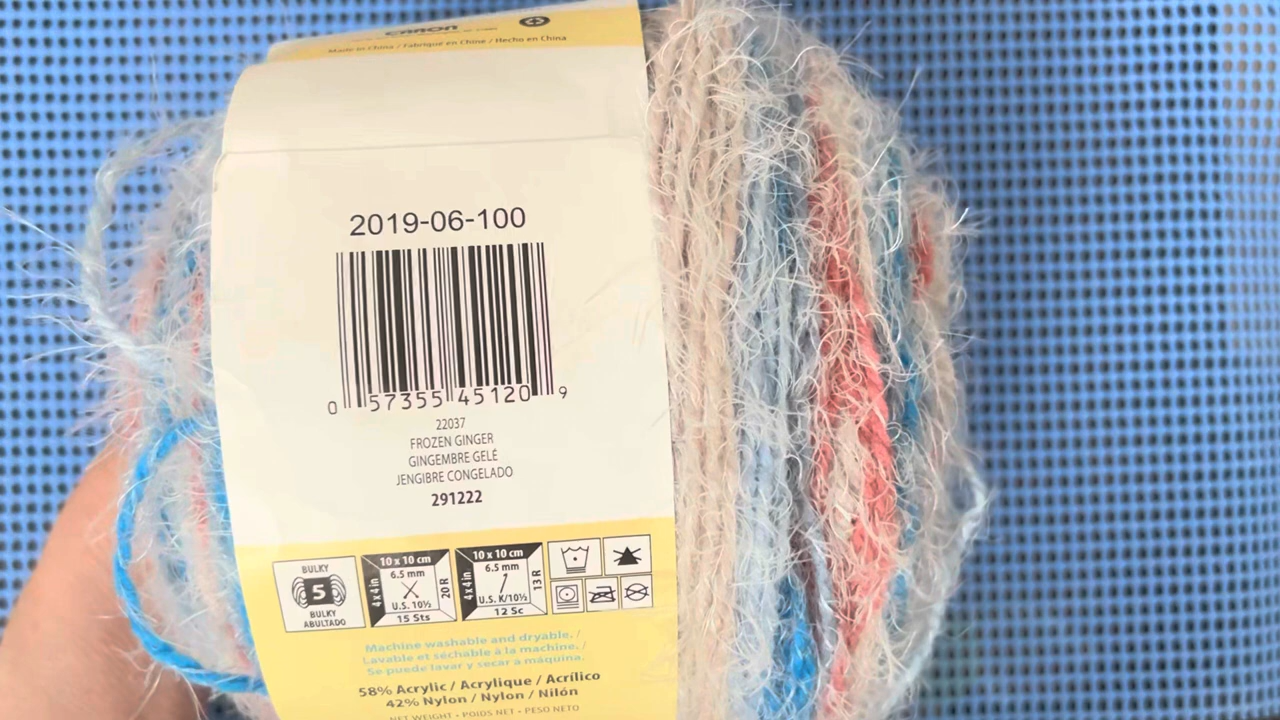 CARON
Made in China / Fabriqué en Chine / Hecho en China
2019-06-100
0 57355 45120 9
22037
FROZEN GINGER
GINGEMBRE GELÉ
JENGIBRE CONGELADO
291222
BULKY
5
BULKY
ABULTADO
10 x 10 cm
4 x 4 in
6.5 mm
U.S. 10½
20 R
15 Sts
10 x 10 cm
4 x 4 in
6.5 mm
U.S. K/10½
13 R
12 Sc
Machine washable and dryable. /
Lavable et séchable à la machine. /
Se puede lavar y secar a máquina.
58% Acrylic / Acrylique / Acrílico
42% Nylon / Nylon / Nilón
NET WEIGHT • POIDS NET • PESO NETO